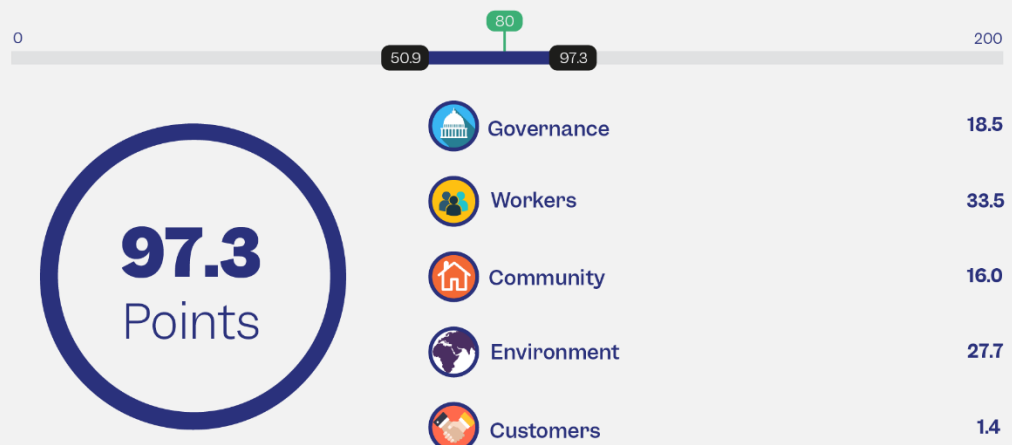 80
0
200
50.9
97.3
Governance 18.5
Workers 33.5
97.3
Points
Community 16.0
Environment 27.7
Customers 1.4